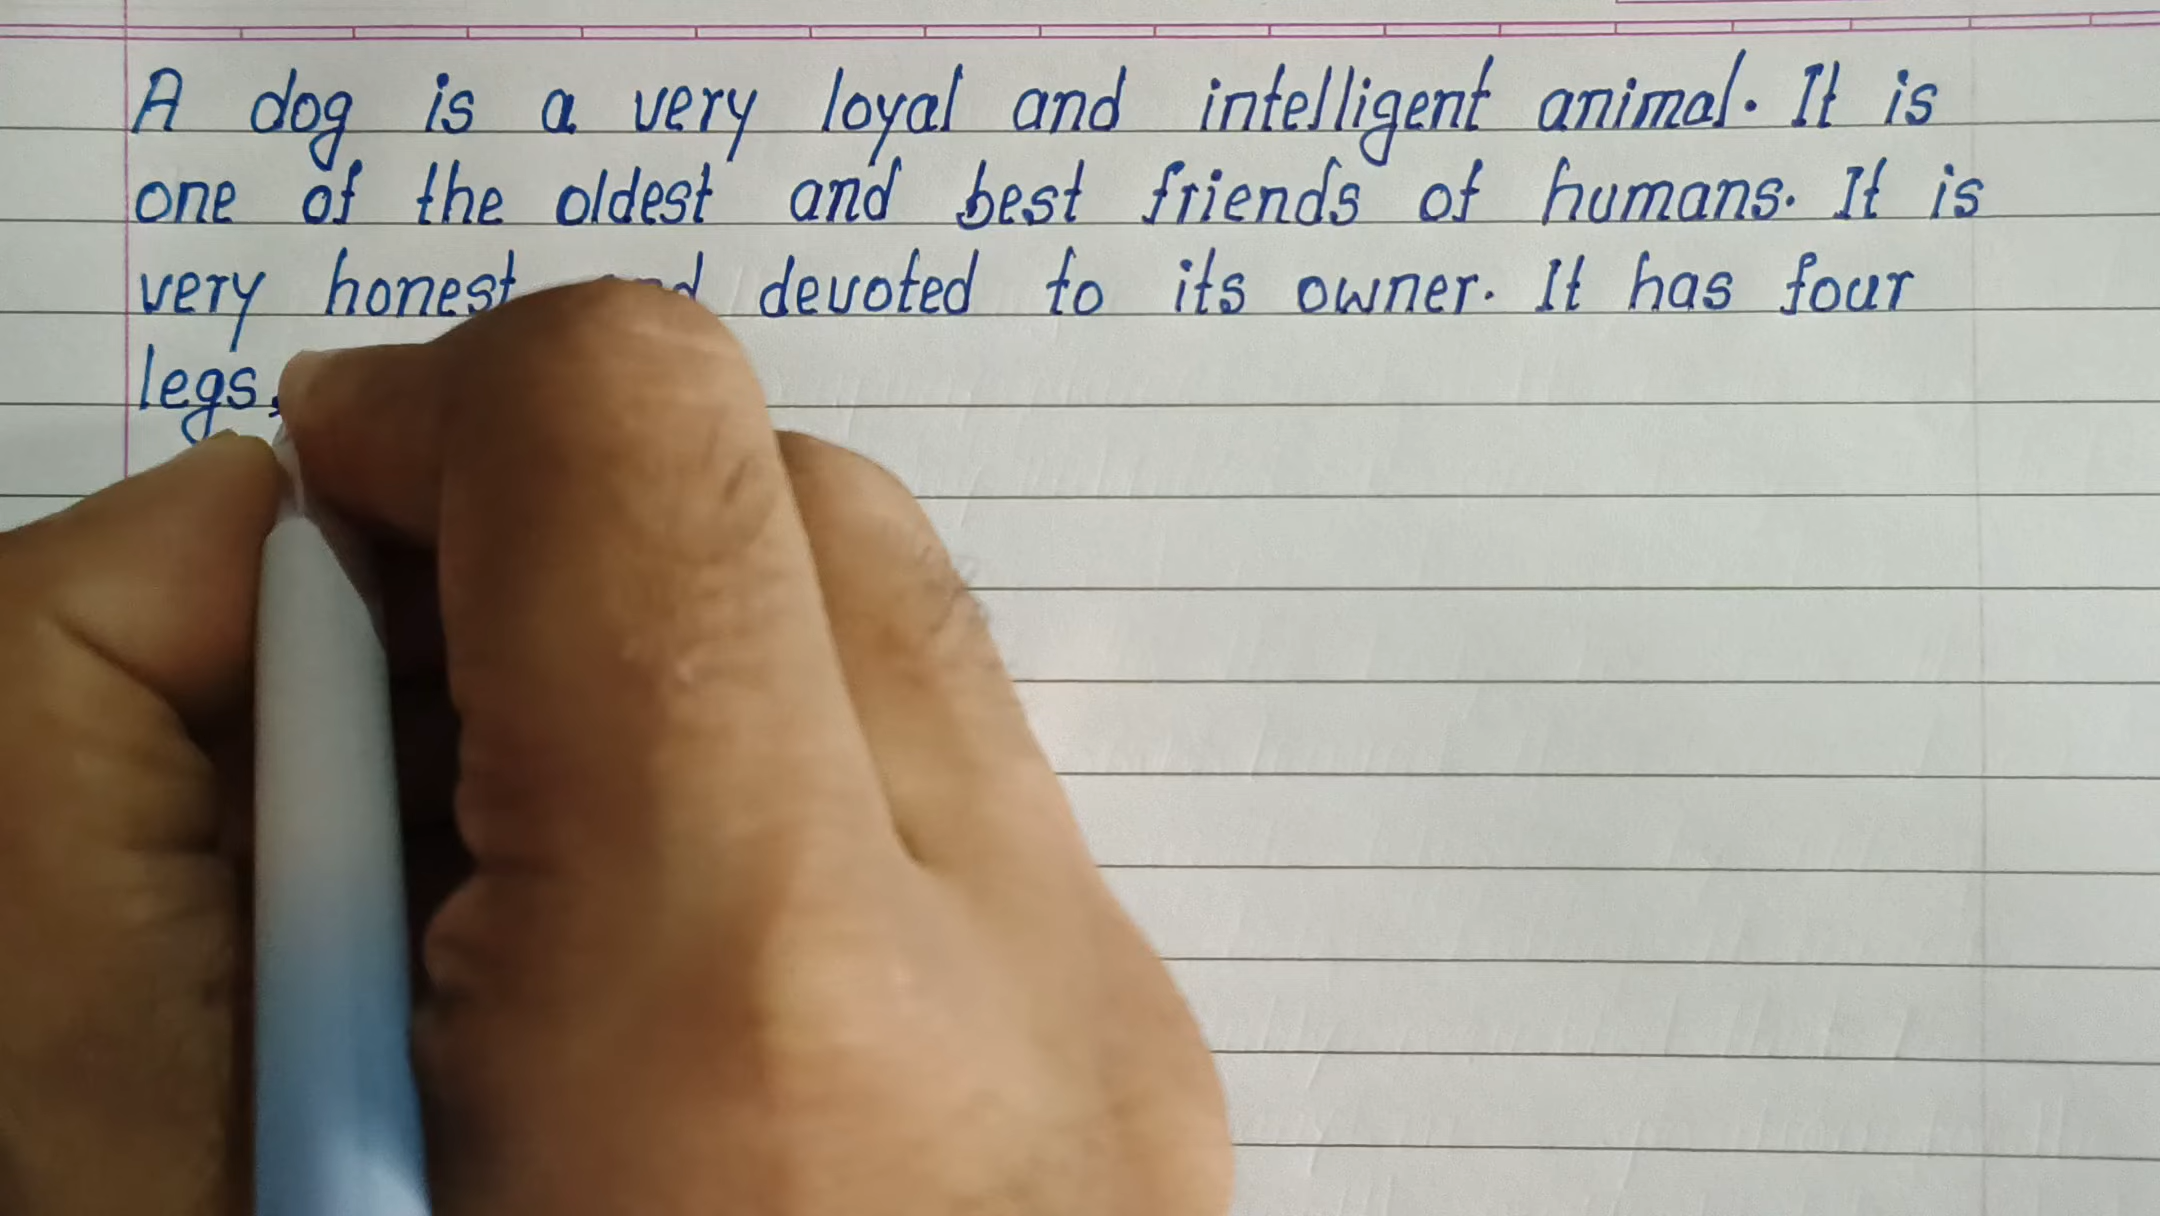 A dog is a very loyal and intelligent animal. It is
one of the oldest and best friends of humans. It is
very honest and devoted to its owner. It has four
legs,